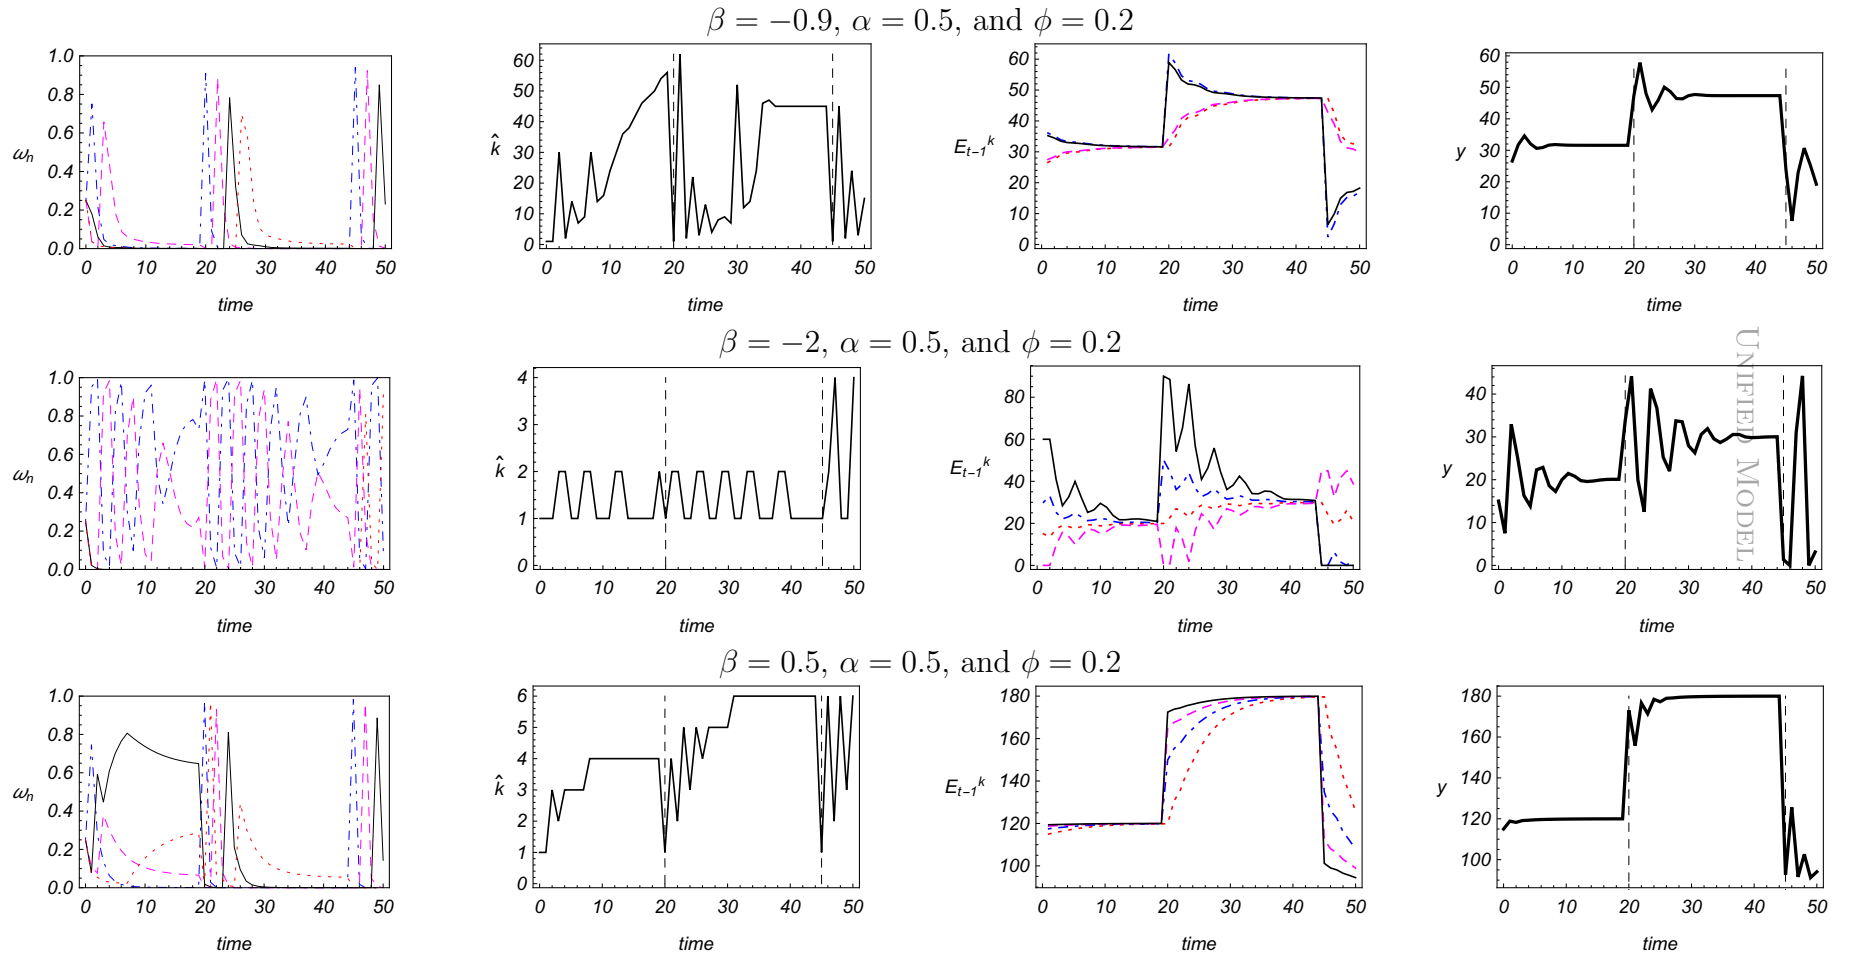 β = −0.9, α = 0.5, and ϕ = 0.2
1.0
0.8
0.6
0.4
0.2
0.0
ωh
0 10 20 30 40 50
time
60
50
40
30
20
10
0
k̂
0 10 20 30 40 50
time
60
50
40
30
20
10
0
Et−1k
0 10 20 30 40 50
time
60
50
40
30
20
10
0
y
0 10 20 30 40 50
time
β = −2, α = 0.5, and ϕ = 0.2
1.0
0.8
0.6
0.4
0.2
0.0
ωh
0 10 20 30 40 50
time
4
3
2
1
0
k̂
0 10 20 30 40 50
time
80
60
40
20
0
Et−1k
0 10 20 30 40 50
time
40
30
20
10
0
y
0 10 20 30 40 50
time
Unified Model
β = 0.5, α = 0.5, and ϕ = 0.2
1.0
0.8
0.6
0.4
0.2
0.0
ωh
0 10 20 30 40 50
time
6
5
4
3
2
1
0
k̂
0 10 20 30 40 50
time
180
160
140
120
100
Et−1k
0 10 20 30 40 50
time
180
160
140
120
100
y
0 10 20 30 40 50
time